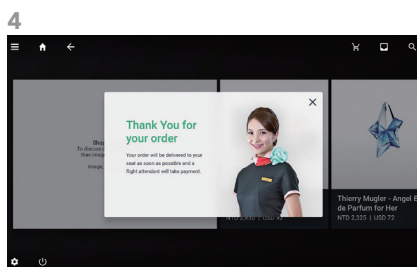 4
Thank You for
your order
Your order will be delivered to your
seat as soon as possible and a
flight attendant will take payment.
Thierry Mugler - Angel E
de Parfum for Her
NTD 2,325 | USD 72